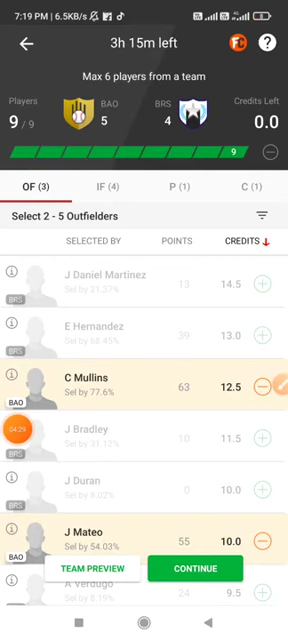 7:19 PM | 6.5KB/s
3h 15m left
FC
?
Max 6 players from a team
Players
9 / 9
BAO
5
BRS
4
Credits Left
0.0
9
OF (3)
IF (4)
P (1)
C (1)
Select 2 - 5 Outfielders
SELECTED BY
POINTS
CREDITS
J Daniel Martinez
Sel by 21.37%
13
14.5
BRS
E Hernandez
Sel by 68.45%
39
13.0
BRS
C Mullins
Sel by 77.6%
63
12.5
BAO
04:29
J Bradley
Sel by 31.12%
10
11.5
BRS
J Duran
Sel by 8.02%
0
10.0
BRS
J Mateo
Sel by 54.03%
55
10.0
BAO
TEAM PREVIEW
CONTINUE
A Verdugo
Sel by 8.19%
24
9.5
BRS